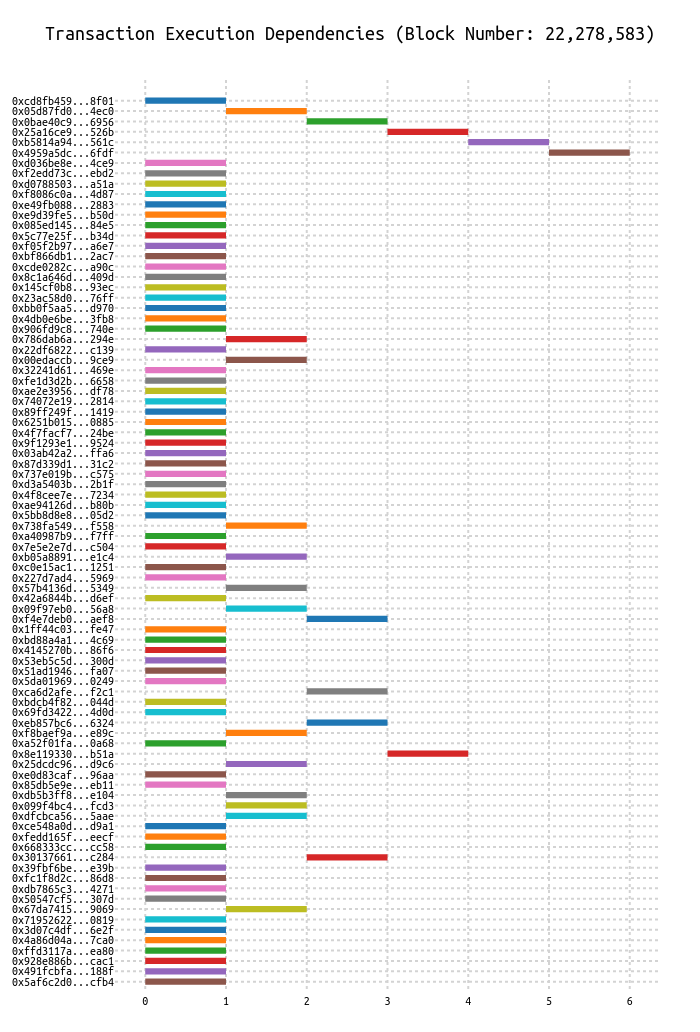 Transaction Execution Dependencies (Block Number: 22,278,583)
0xcd8fb459...8f01
0x05d87fd0...4ec0
0x0bae40c9...6956
0x25a16ce9...526b
0xb5814a94...561c
0x4959a5dc...6fdf
0xd036be8e...4ce9
0xf2edd73c...ebd2
0xd0788503...a51a
0xf8086c0a...4d87
0xe49fb088...2883
0xe9d39fe5...b50d
0x085ed145...84e5
0x5c77e25f...b34d
0xf05f2b97...a6e7
0xbf866db1...2ac7
0xcde0282c...a90c
0x8c1a646d...409d
0x145cf0b8...93ec
0x23ac58d0...76ff
0xbb0f5aa5...d970
0x4db0e6be...3fb8
0x906fd9c8...740e
0x786dab6a...294e
0x22df6822...c139
0x00edaccb...9ce9
0x32241d61...469e
0xfe1d3d2b...6658
0xae2e3956...df78
0x74072e19...2814
0x89ff249f...1419
0x6251b015...0885
0x4f7facf7...24be
0x9f1293e1...9524
0x03ab42a2...ffa6
0x87d339d1...31c2
0x737e019b...c575
0xd3a5403b...2b1f
0x4f8cee7e...7234
0xae94126d...b80b
0x5bb8d8e8...05d2
0x738fa549...f558
0xa40987b9...f7ff
0x7e5e2e7d...c504
0xb05a8891...e1c4
0xc0e15ac1...1251
0x227d7ad4...5969
0x57b4136d...5349
0x42a6844b...d6ef
0x09f97eb0...56a8
0xf4e7deb0...aef8
0x1ff44c03...fe47
0xbd88a4a1...4c69
0x4145270b...86f6
0x53eb5c5d...300d
0x51ad1946...fa07
0x5da01969...0249
0xca6d2afe...f2c1
0xbdcb4f82...044d
0x69fd3422...4d0d
0xeb857bc6...6324
0xf8baef9a...e89c
0xa52f01fa...0a68
0x8e119330...b51a
0x25dcdc96...d9c6
0xe0d83caf...96aa
0x85db5e9e...eb11
0xdb5b3ff8...e104
0x099f4bc4...fcd3
0xdfcbca56...5aae
0xce548a0d...d9a1
0xfedd165f...eecf
0x668333cc...cc58
0x30137661...c284
0x39fbf6be...e39b
0xfc1f8d2c...86d8
0xdb7865c3...4271
0x50547cf5...307d
0x67da7415...9069
0x71952622...0819
0x3d07c4df...6e2f
0x4a86d04a...7ca0
0xffd3117a...ea80
0x928e886b...cac1
0x491fcbfa...188f
0x5af6c2d0...cfb4
0 1 2 3 4 5 6